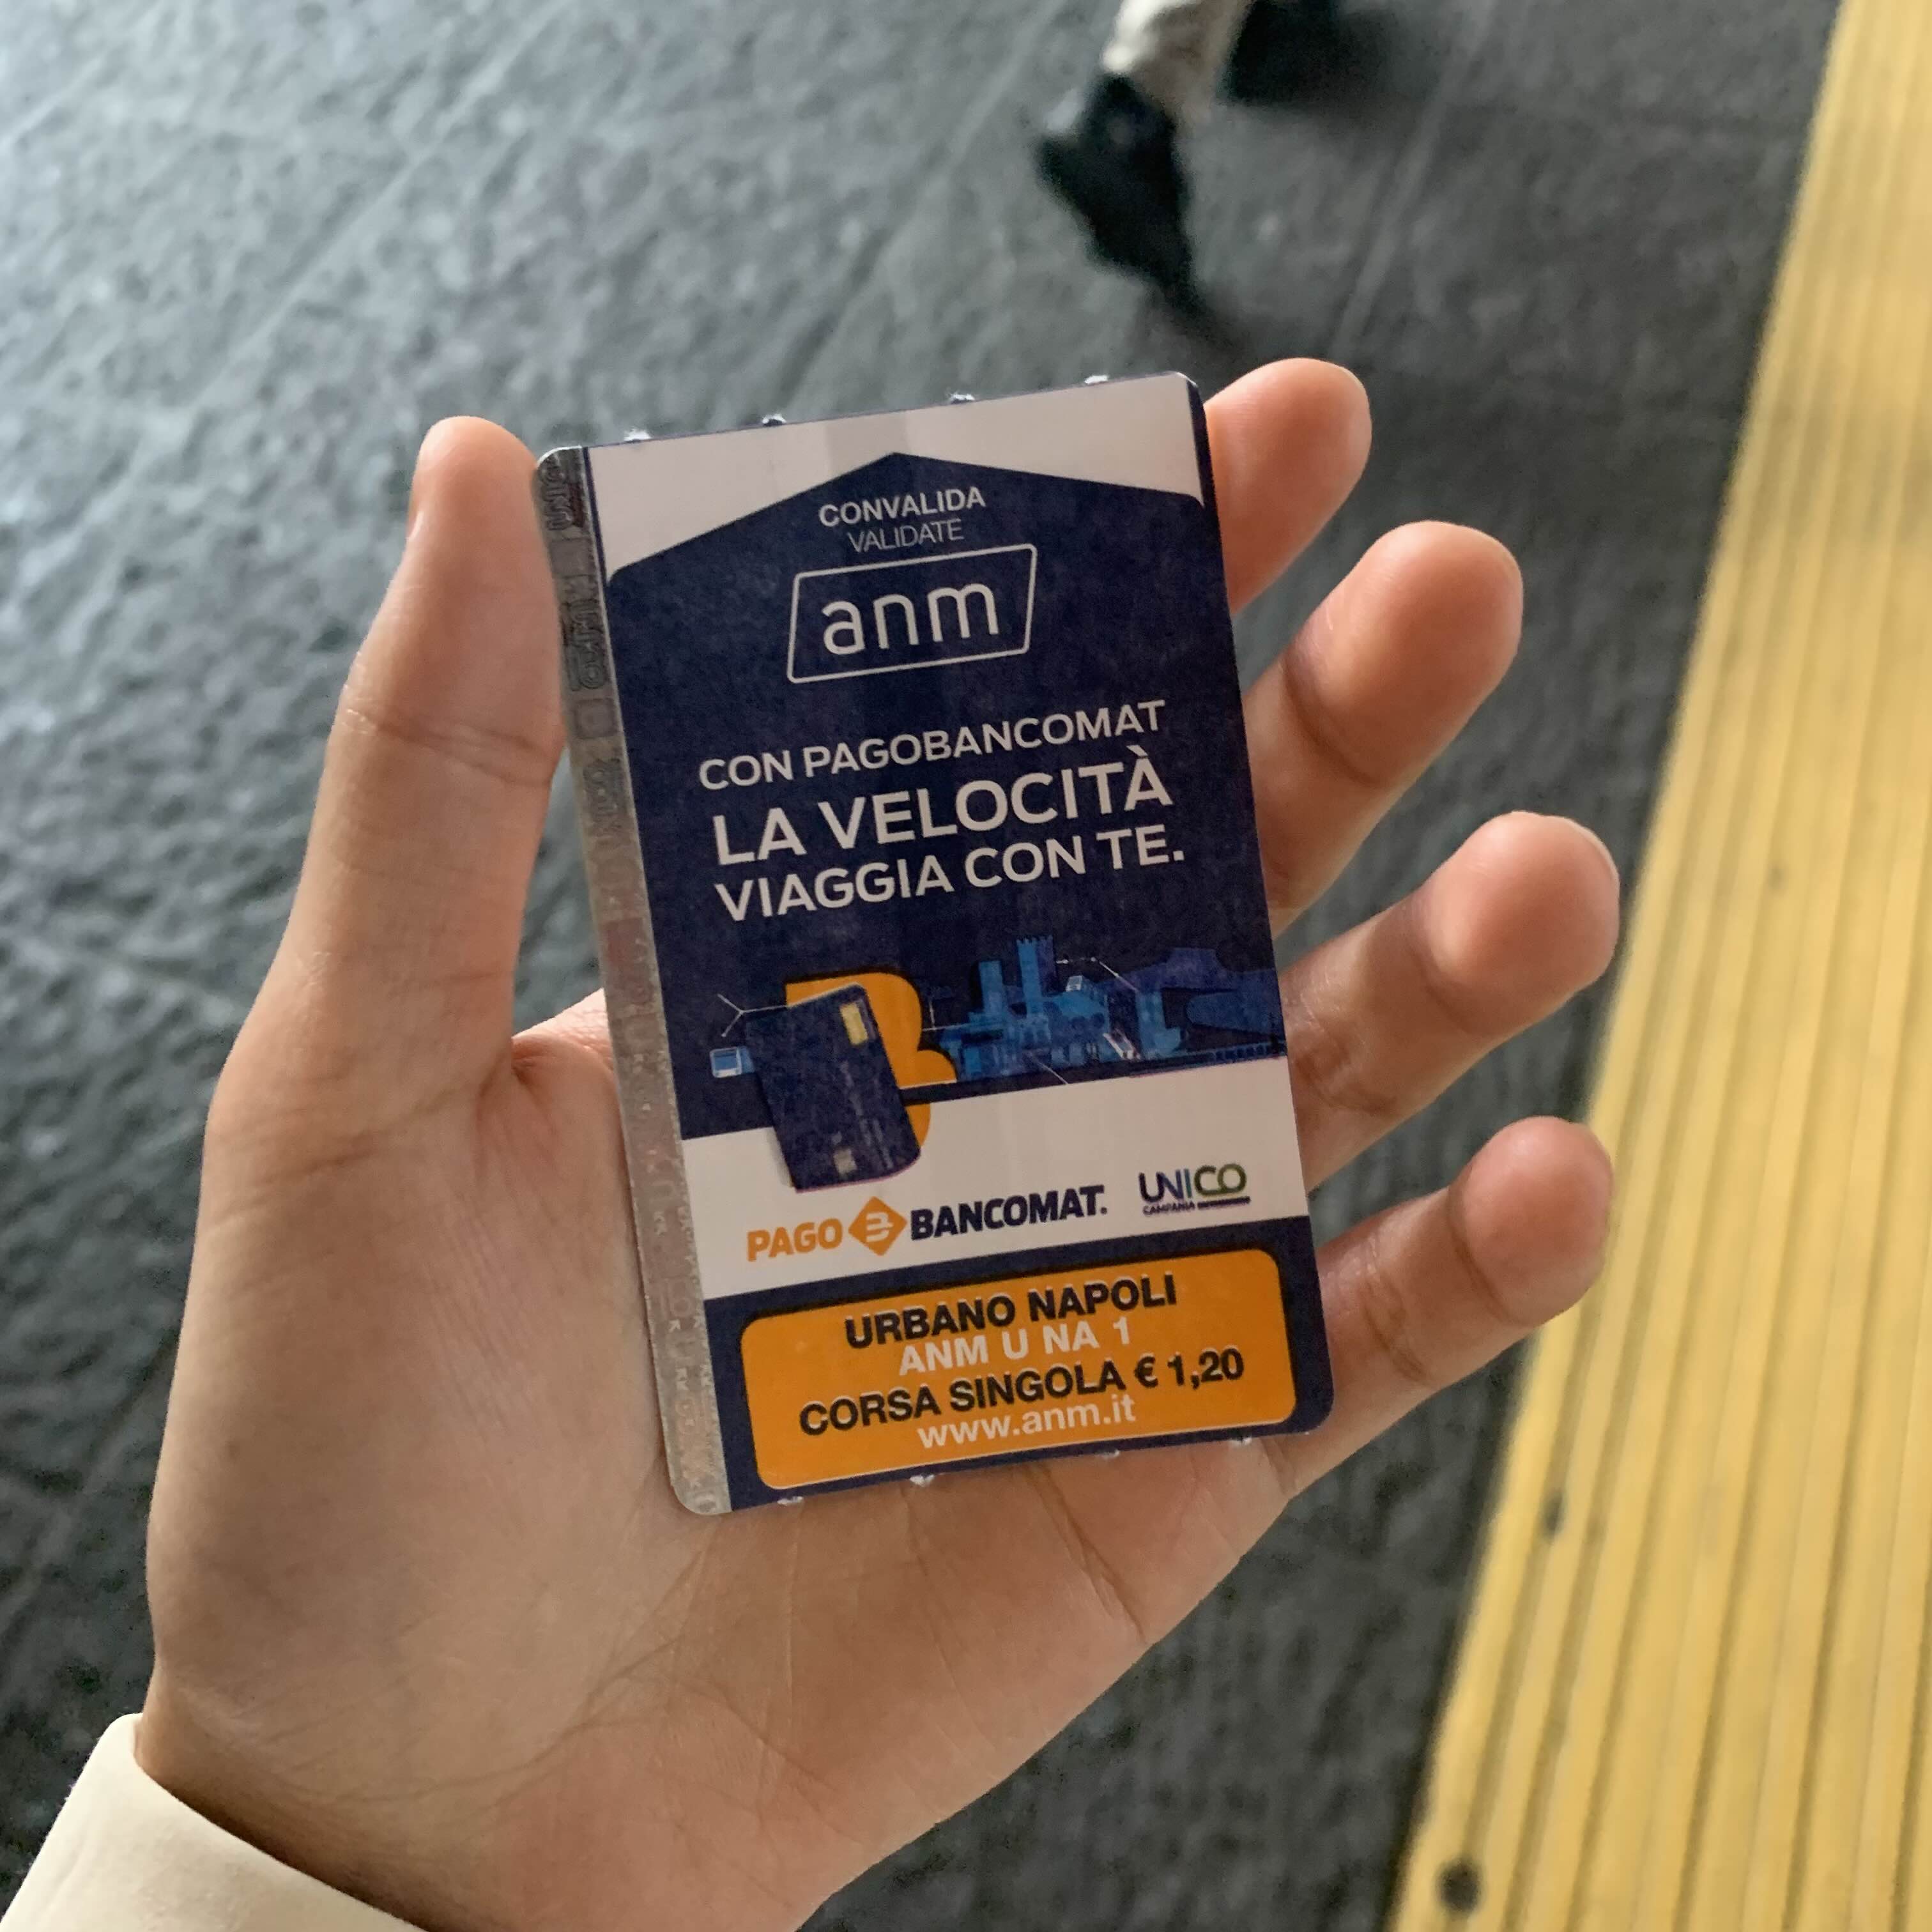 CONVALIDA
VALIDATE
anm
CON PAGOBANCOMAT
LA VELOCITÀ
VIAGGIA CON TE.
PAGO BANCOMAT.
UNICO
CAMPANIA
URBANO NAPOLI
ANM U NA 1
CORSA SINGOLA € 1,20
www.anm.it